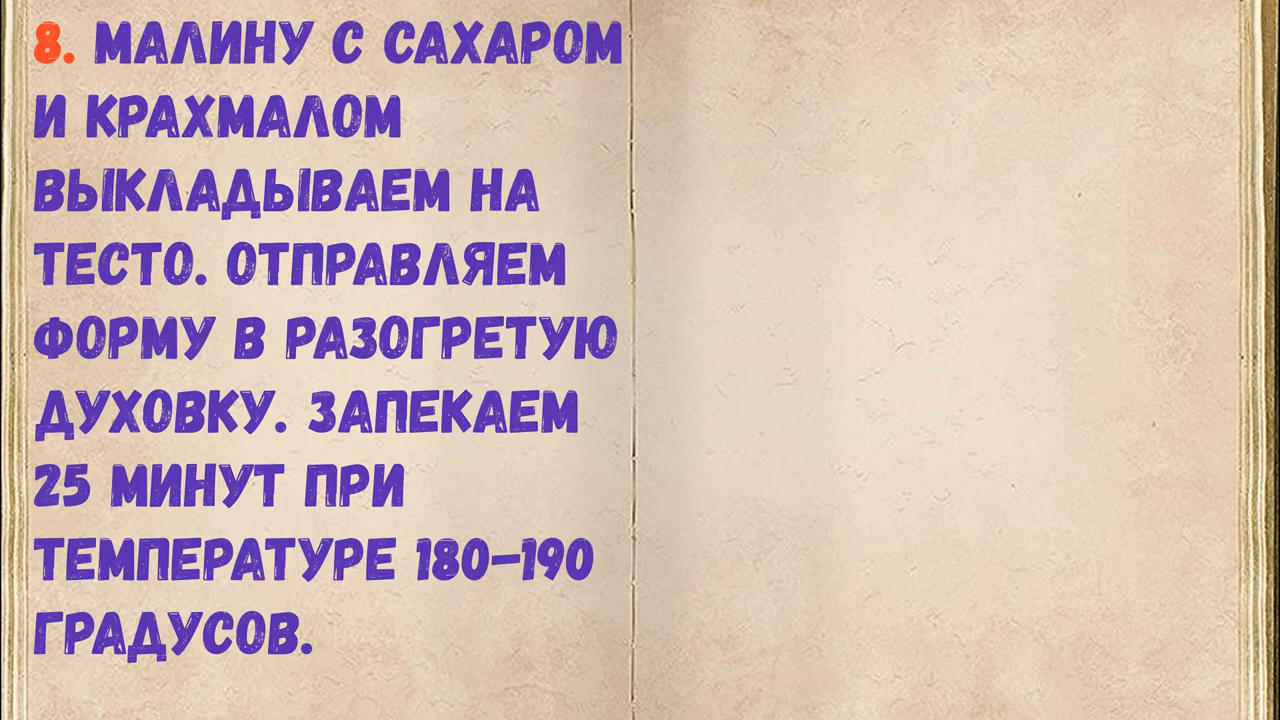 8. МАЛИНУ С САХАРОМ
И КРАХМАЛОМ
ВЫКЛАДЫВАЕМ НА
ТЕСТО. ОТПРАВЛЯЕМ
ФОРМУ В РАЗОГРЕТУЮ
ДУХОВКУ. ЗАПЕКАЕМ
25 МИНУТ ПРИ
ТЕМПЕРАТУРЕ 180-190
ГРАДУСОВ.